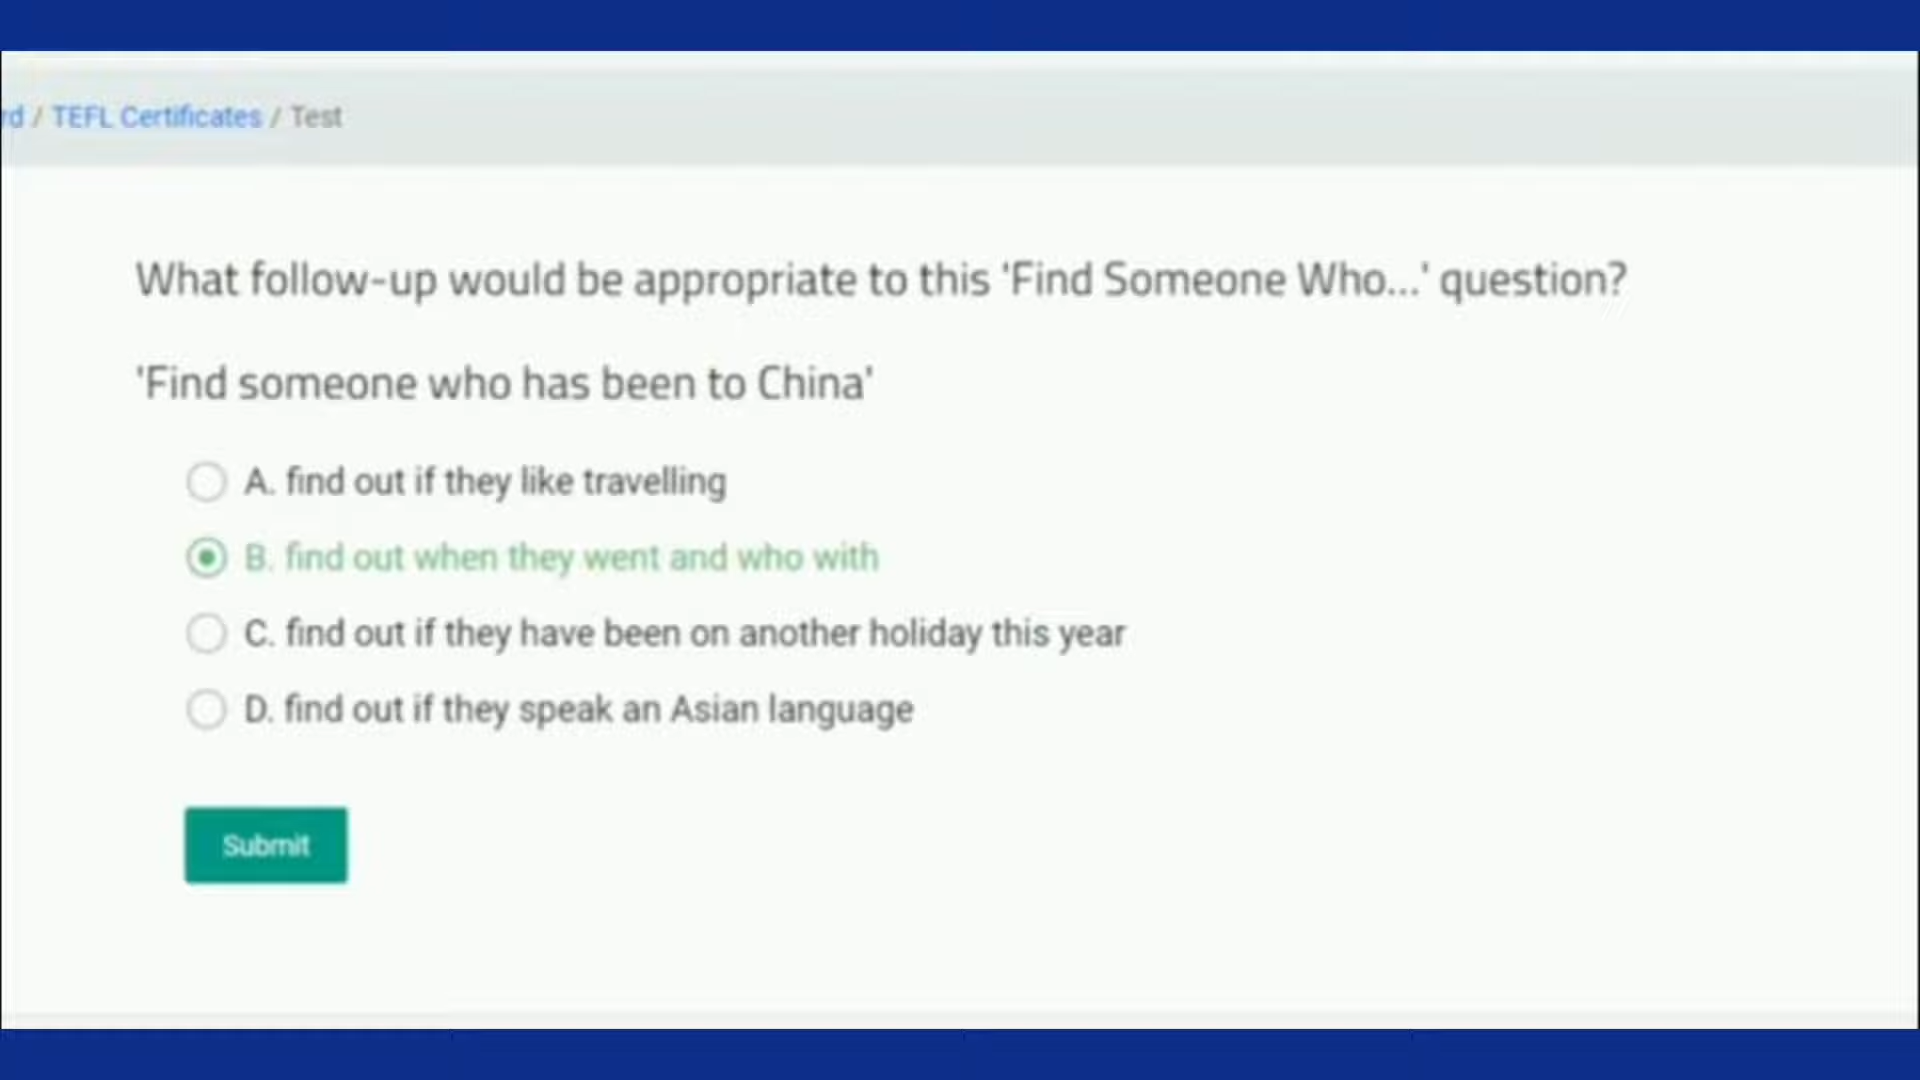 rd / TEFL Certificates / Test
What follow-up would be appropriate to this 'Find Someone Who...' question?
'Find someone who has been to China'
A. find out if they like travelling
B. find out when they went and who with
C. find out if they have been on another holiday this year
D. find out if they speak an Asian language
Submit